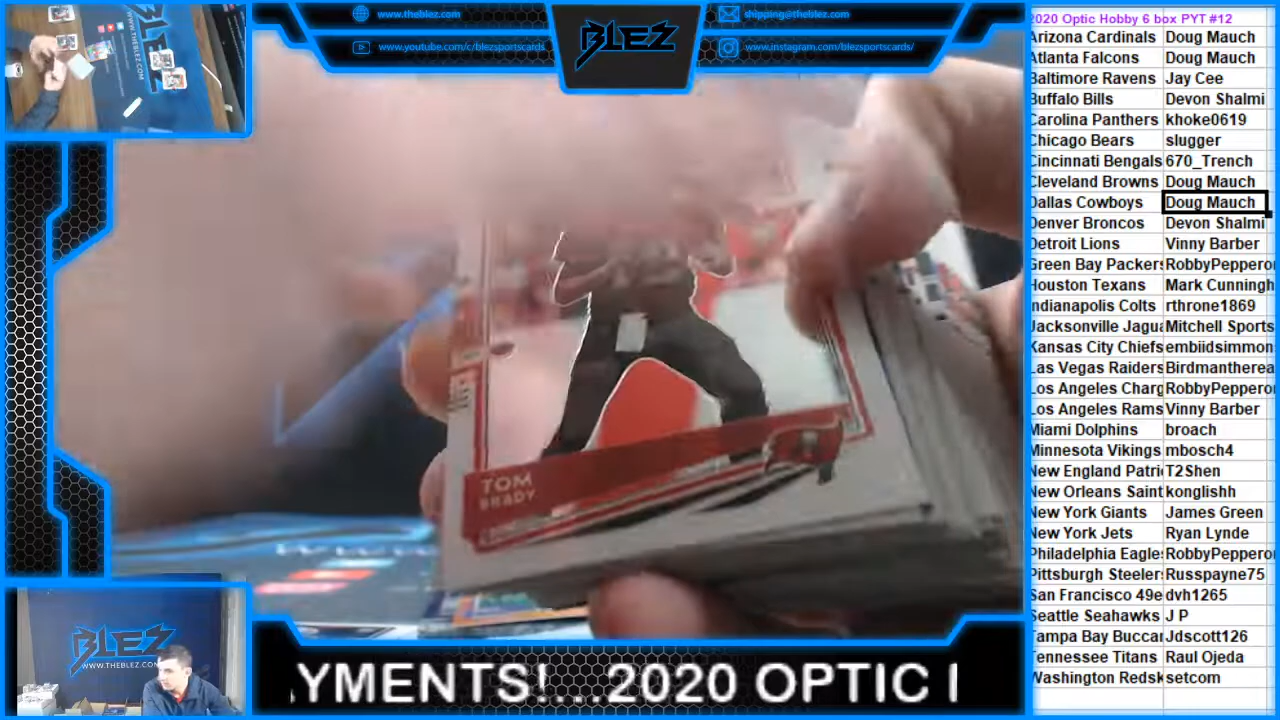 www.theblez.com
shipping@theblez.com
BLEZ
www.youtube.com/c/blezsportscards
www.instagram.com/blezsportscards/
2020 Optic Hobby 6 box PYT #12
Arizona Cardinals Doug Mauch
Atlanta Falcons Doug Mauch
Baltimore Ravens Jay Cee
Buffalo Bills Devon Shalmi
Carolina Panthers khoke0619
Chicago Bears slugger
Cincinnati Bengals 670_Trench
Cleveland Browns Doug Mauch
Dallas Cowboys Doug Mauch
Denver Broncos Devon Shalmi
Detroit Lions Vinny Barber
Green Bay Packers RobbyPeppero
Houston Texans Mark Cunningh
Indianapolis Colts rthrone1869
Jacksonville Jagua Mitchell Sports
Kansas City Chiefs embiidsimmon
Las Vegas Raiders Birdmantherea
Los Angeles Charg RobbyPeppero
Los Angeles Rams Vinny Barber
Miami Dolphins broach
Minnesota Vikings mbosch4
New England Patri T2Shen
New Orleans Saint konglishh
New York Giants James Green
New York Jets Ryan Lynde
Philadelphia Eagle RobbyPeppero
Pittsburgh Steeler Russpayne75
San Francisco 49e dvh1265
Seattle Seahawks J P
Tampa Bay Buccar Jdscott126
Tennessee Titans Raul Ojeda
Washington Redsk setcom
TOM
BRADY
BLEZ
WWW.THEBLEZ.COM
YMENTS!...2020 OPTIC